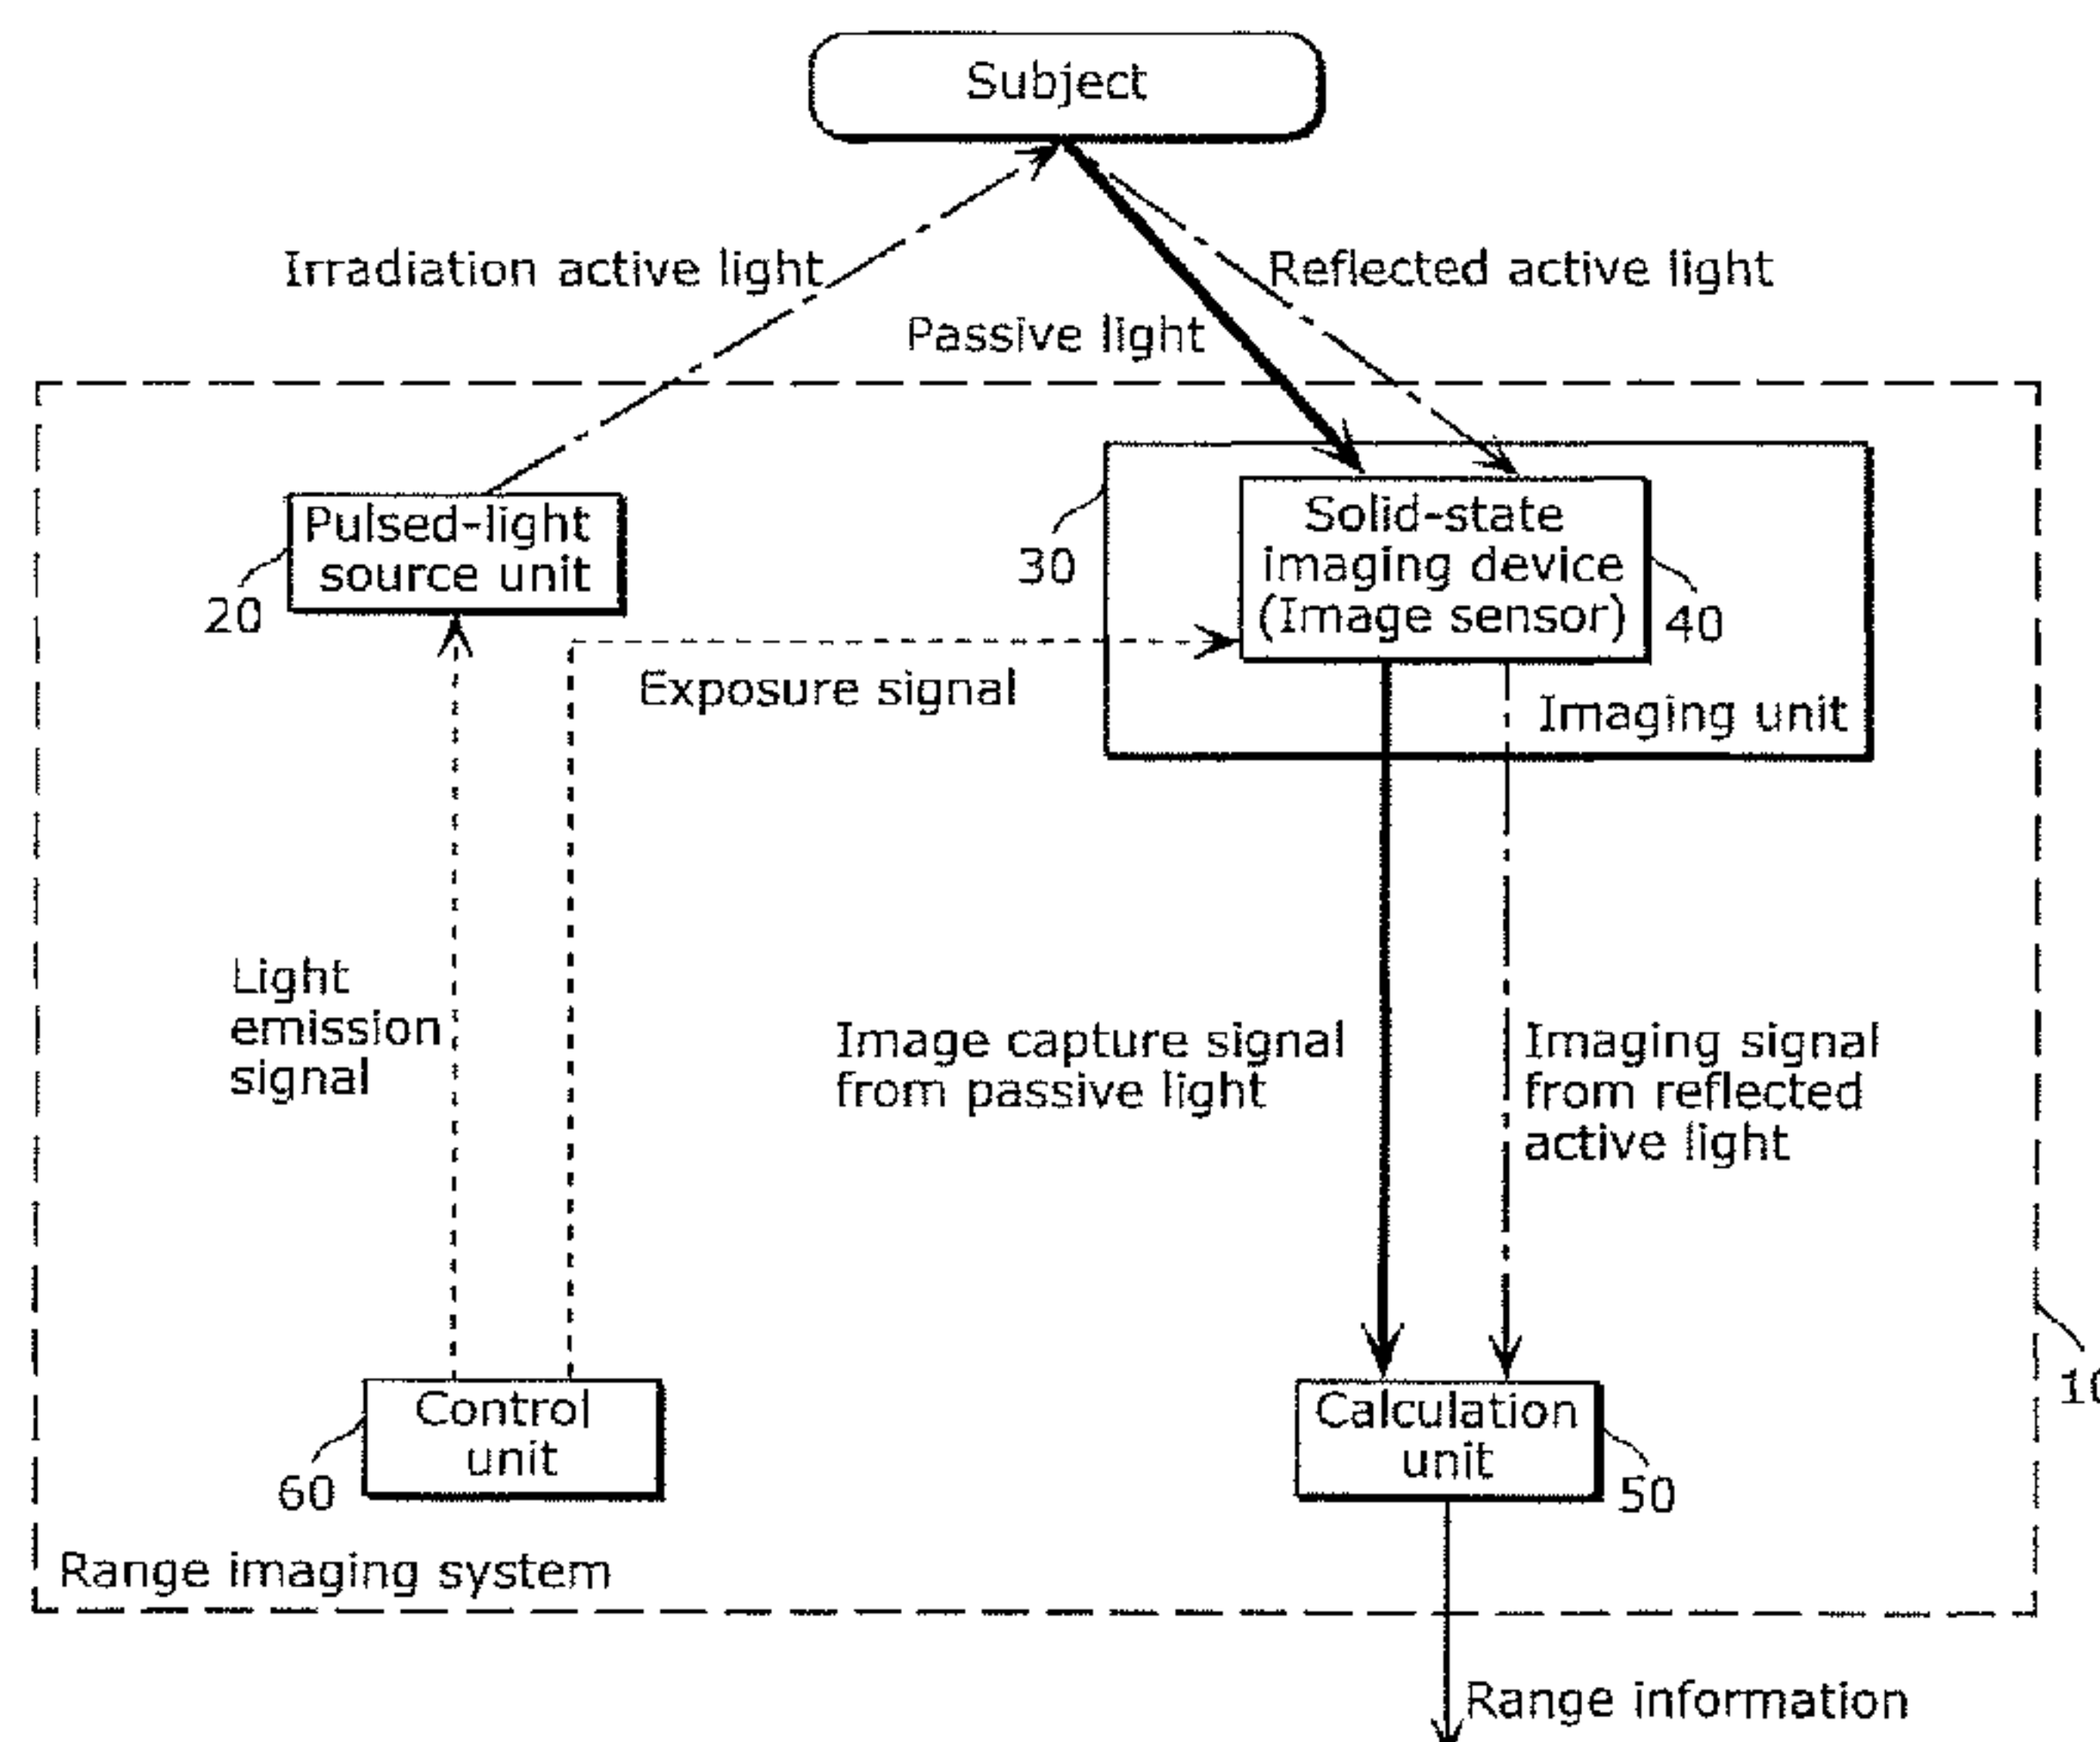 Subject
Irradiation active light
Reflected active light
Passive light
Pulsed-light
source unit
20
30
Solid-state
imaging device
(Image sensor)
40
Exposure signal
Imaging unit
Light
emission
signal
Image capture signal
from passive light
Imaging signal
from reflected
active light
Control
unit
60
Calculation
unit
50
10
Range imaging system
Range information